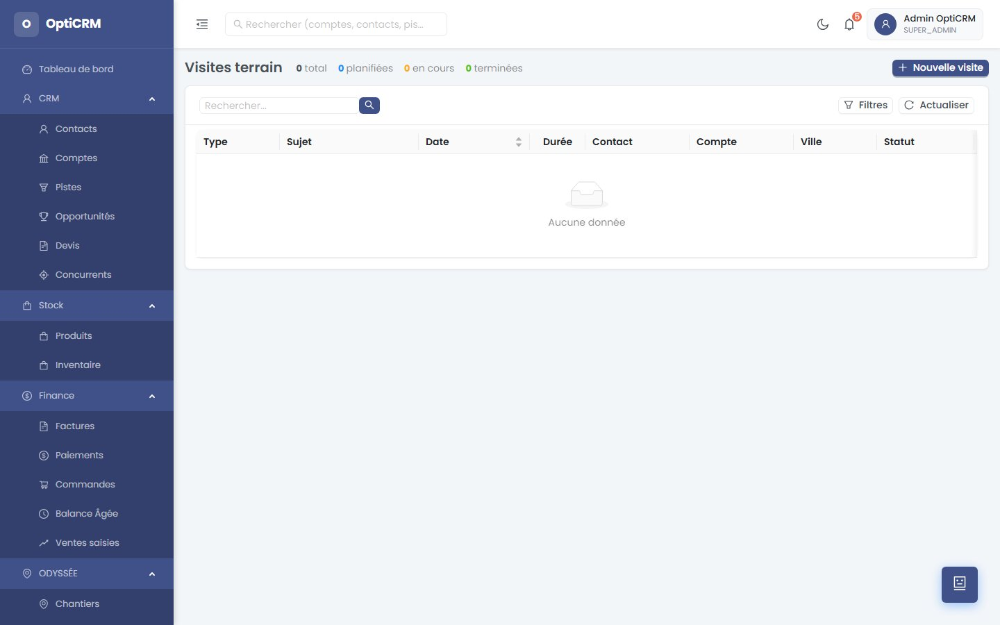 O OptiCRM
Rechercher (comptes, contacts, pis...
5
Admin OptiCRM
SUPER_ADMIN
Tableau de bord
CRM
Contacts
Comptes
Pistes
Opportunités
Devis
Concurrents
Stock
Produits
Inventaire
Finance
Factures
Paiements
Commandes
Balance Âgée
Ventes saisies
ODYSSÉE
Chantiers
Visites terrain 0 total 0 planifiées 0 en cours 0 terminées
Nouvelle visite
Rechercher...
Filtres Actualiser
Type Sujet Date Durée Contact Compte Ville Statut
Aucune donnée